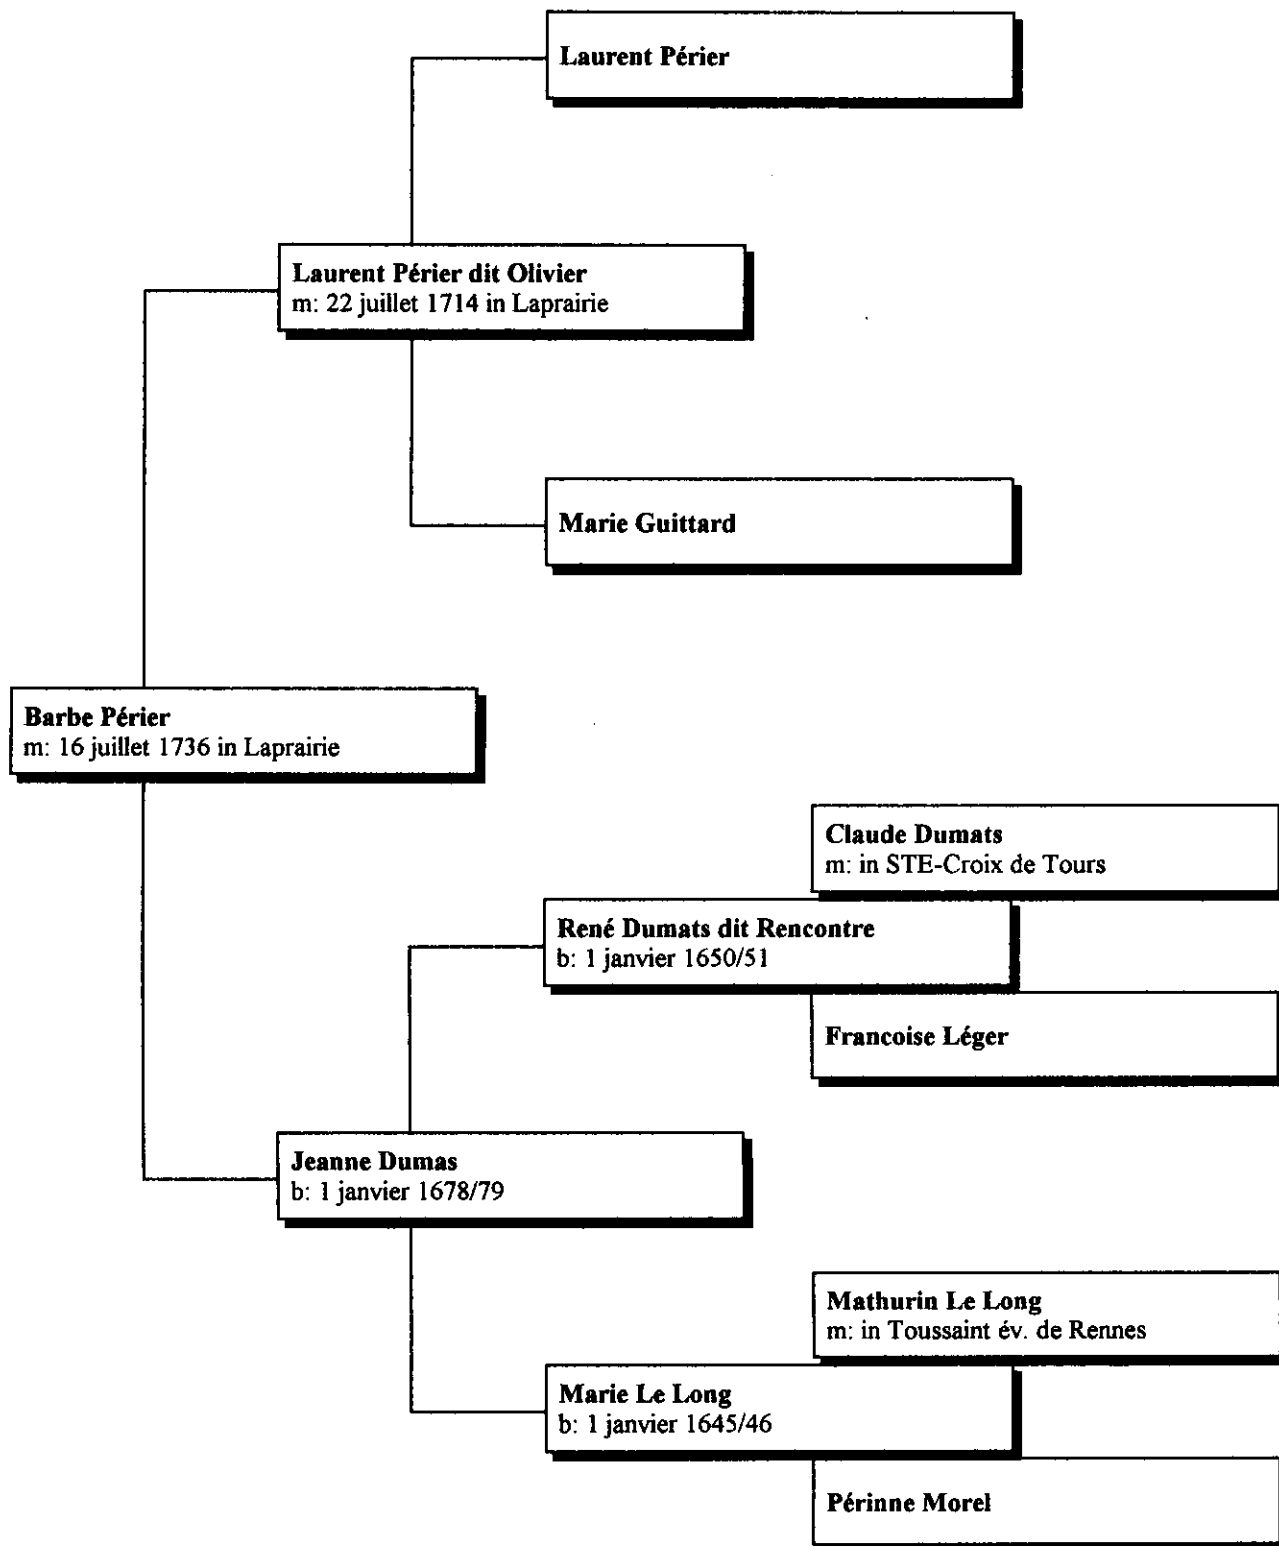 Laurent Périer
Laurent Périer dit Olivier
m: 22 juillet 1714 in Laprairie
Marie Guittard
Barbe Périer
m: 16 juillet 1736 in Laprairie
Claude Dumats
m: in STE-Croix de Tours
René Dumats dit Rencontre
b: 1 janvier 1650/51
Francoise Léger
Jeanne Dumas
b: 1 janvier 1678/79
Mathurin Le Long
m: in Toussaint év. de Rennes
Marie Le Long
b: 1 janvier 1645/46
Périnne Morel